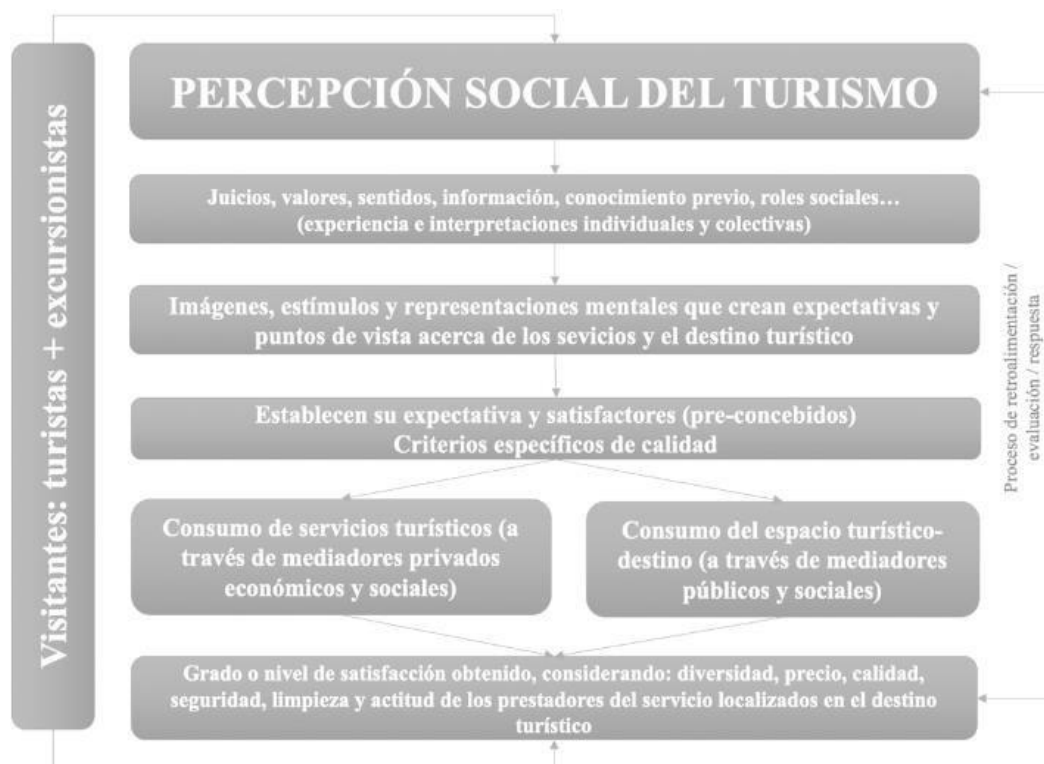 Visitantes: turistas + excursionistas
PERCEPCIÓN SOCIAL DEL TURISMO
Juicios, valores, sentidos, información, conocimiento previo, roles sociales…
(experiencia e interpretaciones individuales y colectivas)
Imágenes, estímulos y representaciones mentales que crean expectativas y
puntos de vista acerca de los sevicios y el destino turístico
Establecen su expectativa y satisfactores (pre-concebidos)
Criterios específicos de calidad
Consumo de servicios turísticos (a
través de mediadores privados
económicos y sociales)
Consumo del espacio turístico-
destino (a través de mediadores
públicos y sociales)
Grado o nivel de satisfacción obtenido, considerando: diversidad, precio, calidad,
seguridad, limpieza y actitud de los prestadores del servicio localizados en el destino
turístico
Proceso de retroalimentación /
evaluación / respuesta